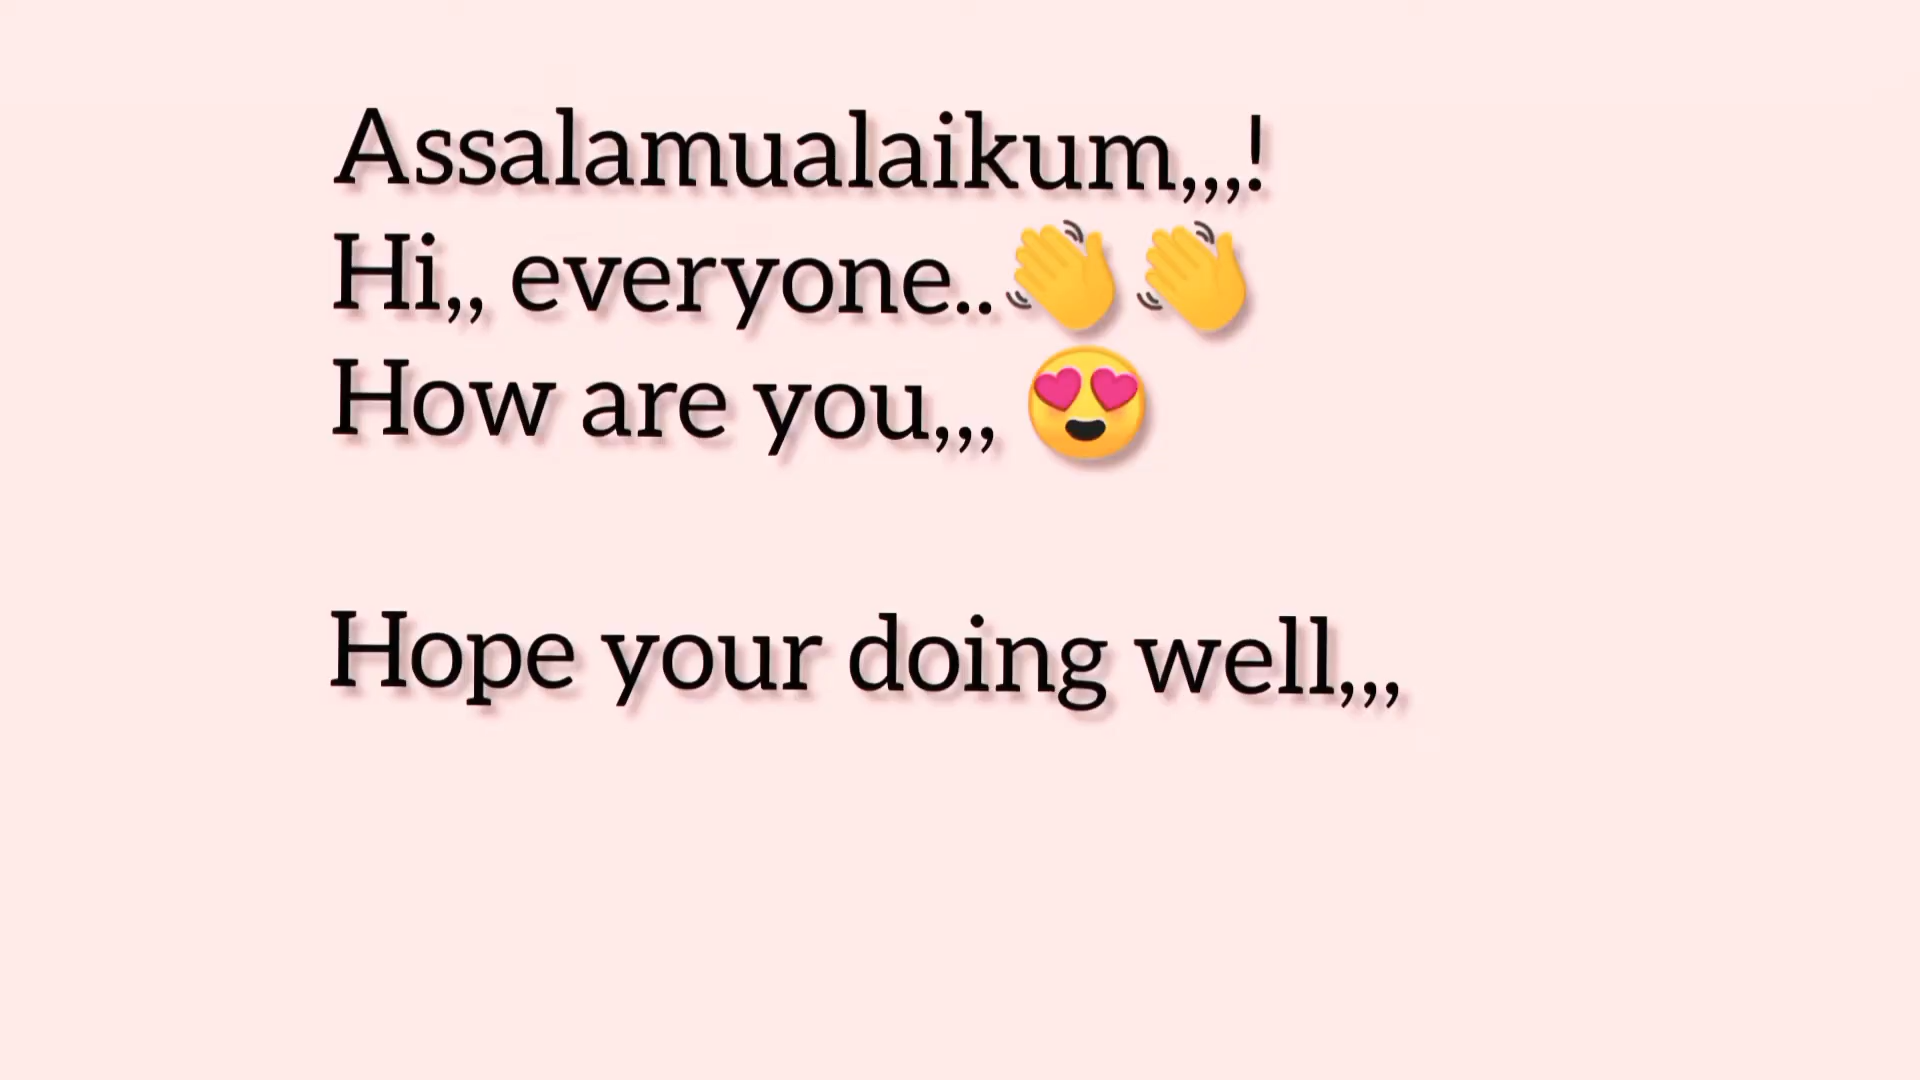 Assalamualaikum,,,!
Hi,, everyone..👋👋
How are you,,, 😍
Hope your doing well,,,